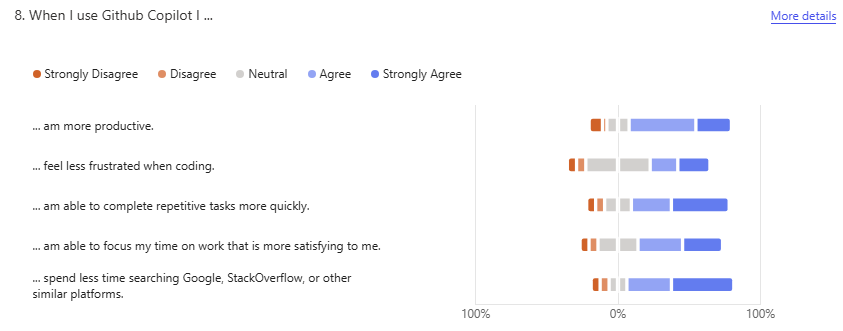 8. When I use Github Copilot I ...
More details
Strongly Disagree
Disagree
Neutral
Agree
Strongly Agree
... am more productive.
... feel less frustrated when coding.
... am able to complete repetitive tasks more quickly.
... am able to focus my time on work that is more satisfying to me.
... spend less time searching Google, StackOverflow, or other
similar platforms.
100%
0%
100%